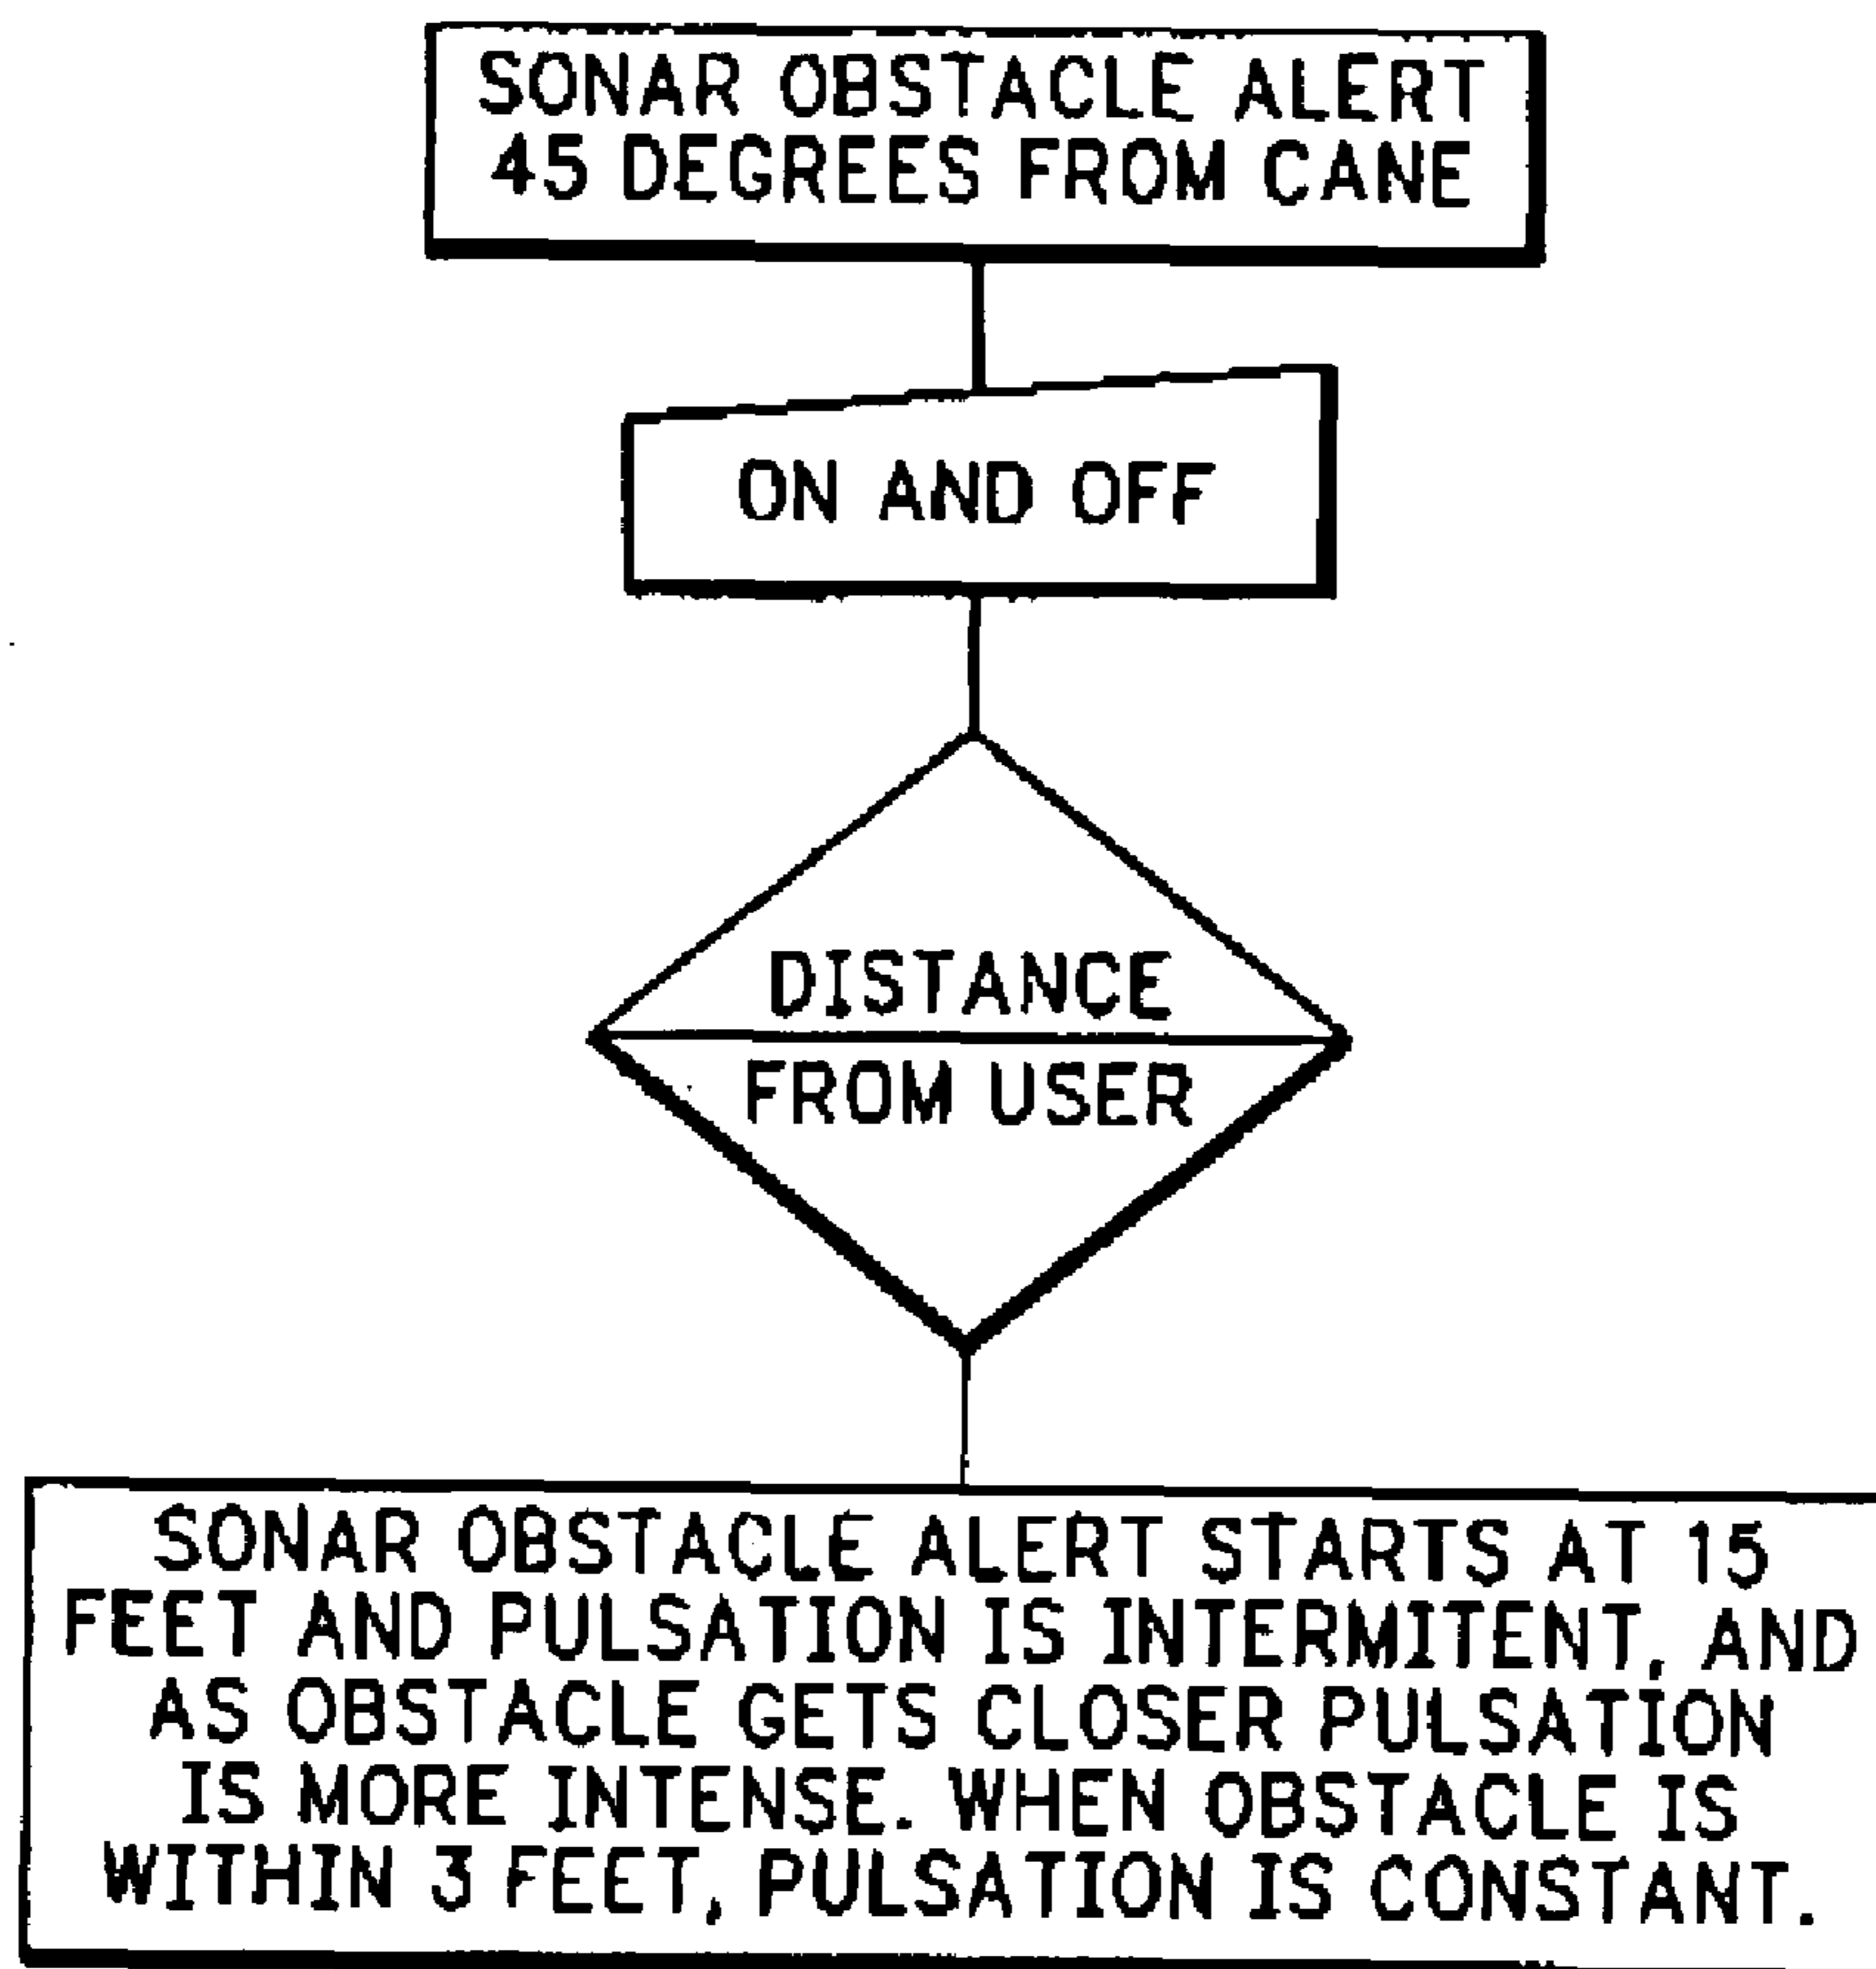 SONAR OBSTACLE ALERT
45 DEGREES FROM CANE
ON AND OFF
DISTANCE
FROM USER
SONAR OBSTACLE ALERT STARTS AT 15
FEET AND PULSATION IS INTERMITENT, AND
AS OBSTACLE GETS CLOSER PULSATION
IS MORE INTENSE. WHEN OBSTACLE IS
WITHIN 3 FEET, PULSATION IS CONSTANT.